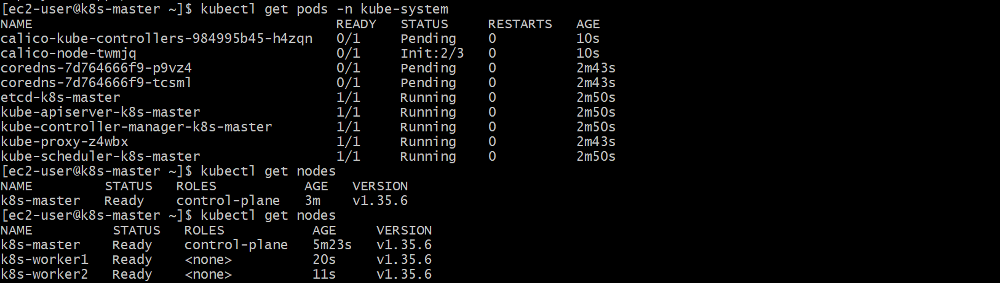 [ec2-user@k8s-master ~]$ kubectl get pods -n kube-system
NAME                                      READY   STATUS     RESTARTS   AGE
calico-kube-controllers-984995b45-h4zqn   0/1     Pending    0          10s
calico-node-twmjq                         0/1     Init:2/3   0          10s
coredns-7d764666f9-p9vz4                  0/1     Pending    0          2m43s
coredns-7d764666f9-tcsml                  0/1     Pending    0          2m43s
etcd-k8s-master                           1/1     Running    0          2m50s
kube-apiserver-k8s-master                 1/1     Running    0          2m50s
kube-controller-manager-k8s-master        1/1     Running    0          2m50s
kube-proxy-z4wbx                          1/1     Running    0          2m43s
kube-scheduler-k8s-master                 1/1     Running    0          2m50s
[ec2-user@k8s-master ~]$ kubectl get nodes
NAME         STATUS   ROLES           AGE   VERSION
k8s-master   Ready    control-plane   3m    v1.35.6
[ec2-user@k8s-master ~]$ kubectl get nodes
NAME          STATUS   ROLES           AGE     VERSION
k8s-master    Ready    control-plane   5m23s   v1.35.6
k8s-worker1   Ready    <none>          20s     v1.35.6
k8s-worker2   Ready    <none>          11s     v1.35.6